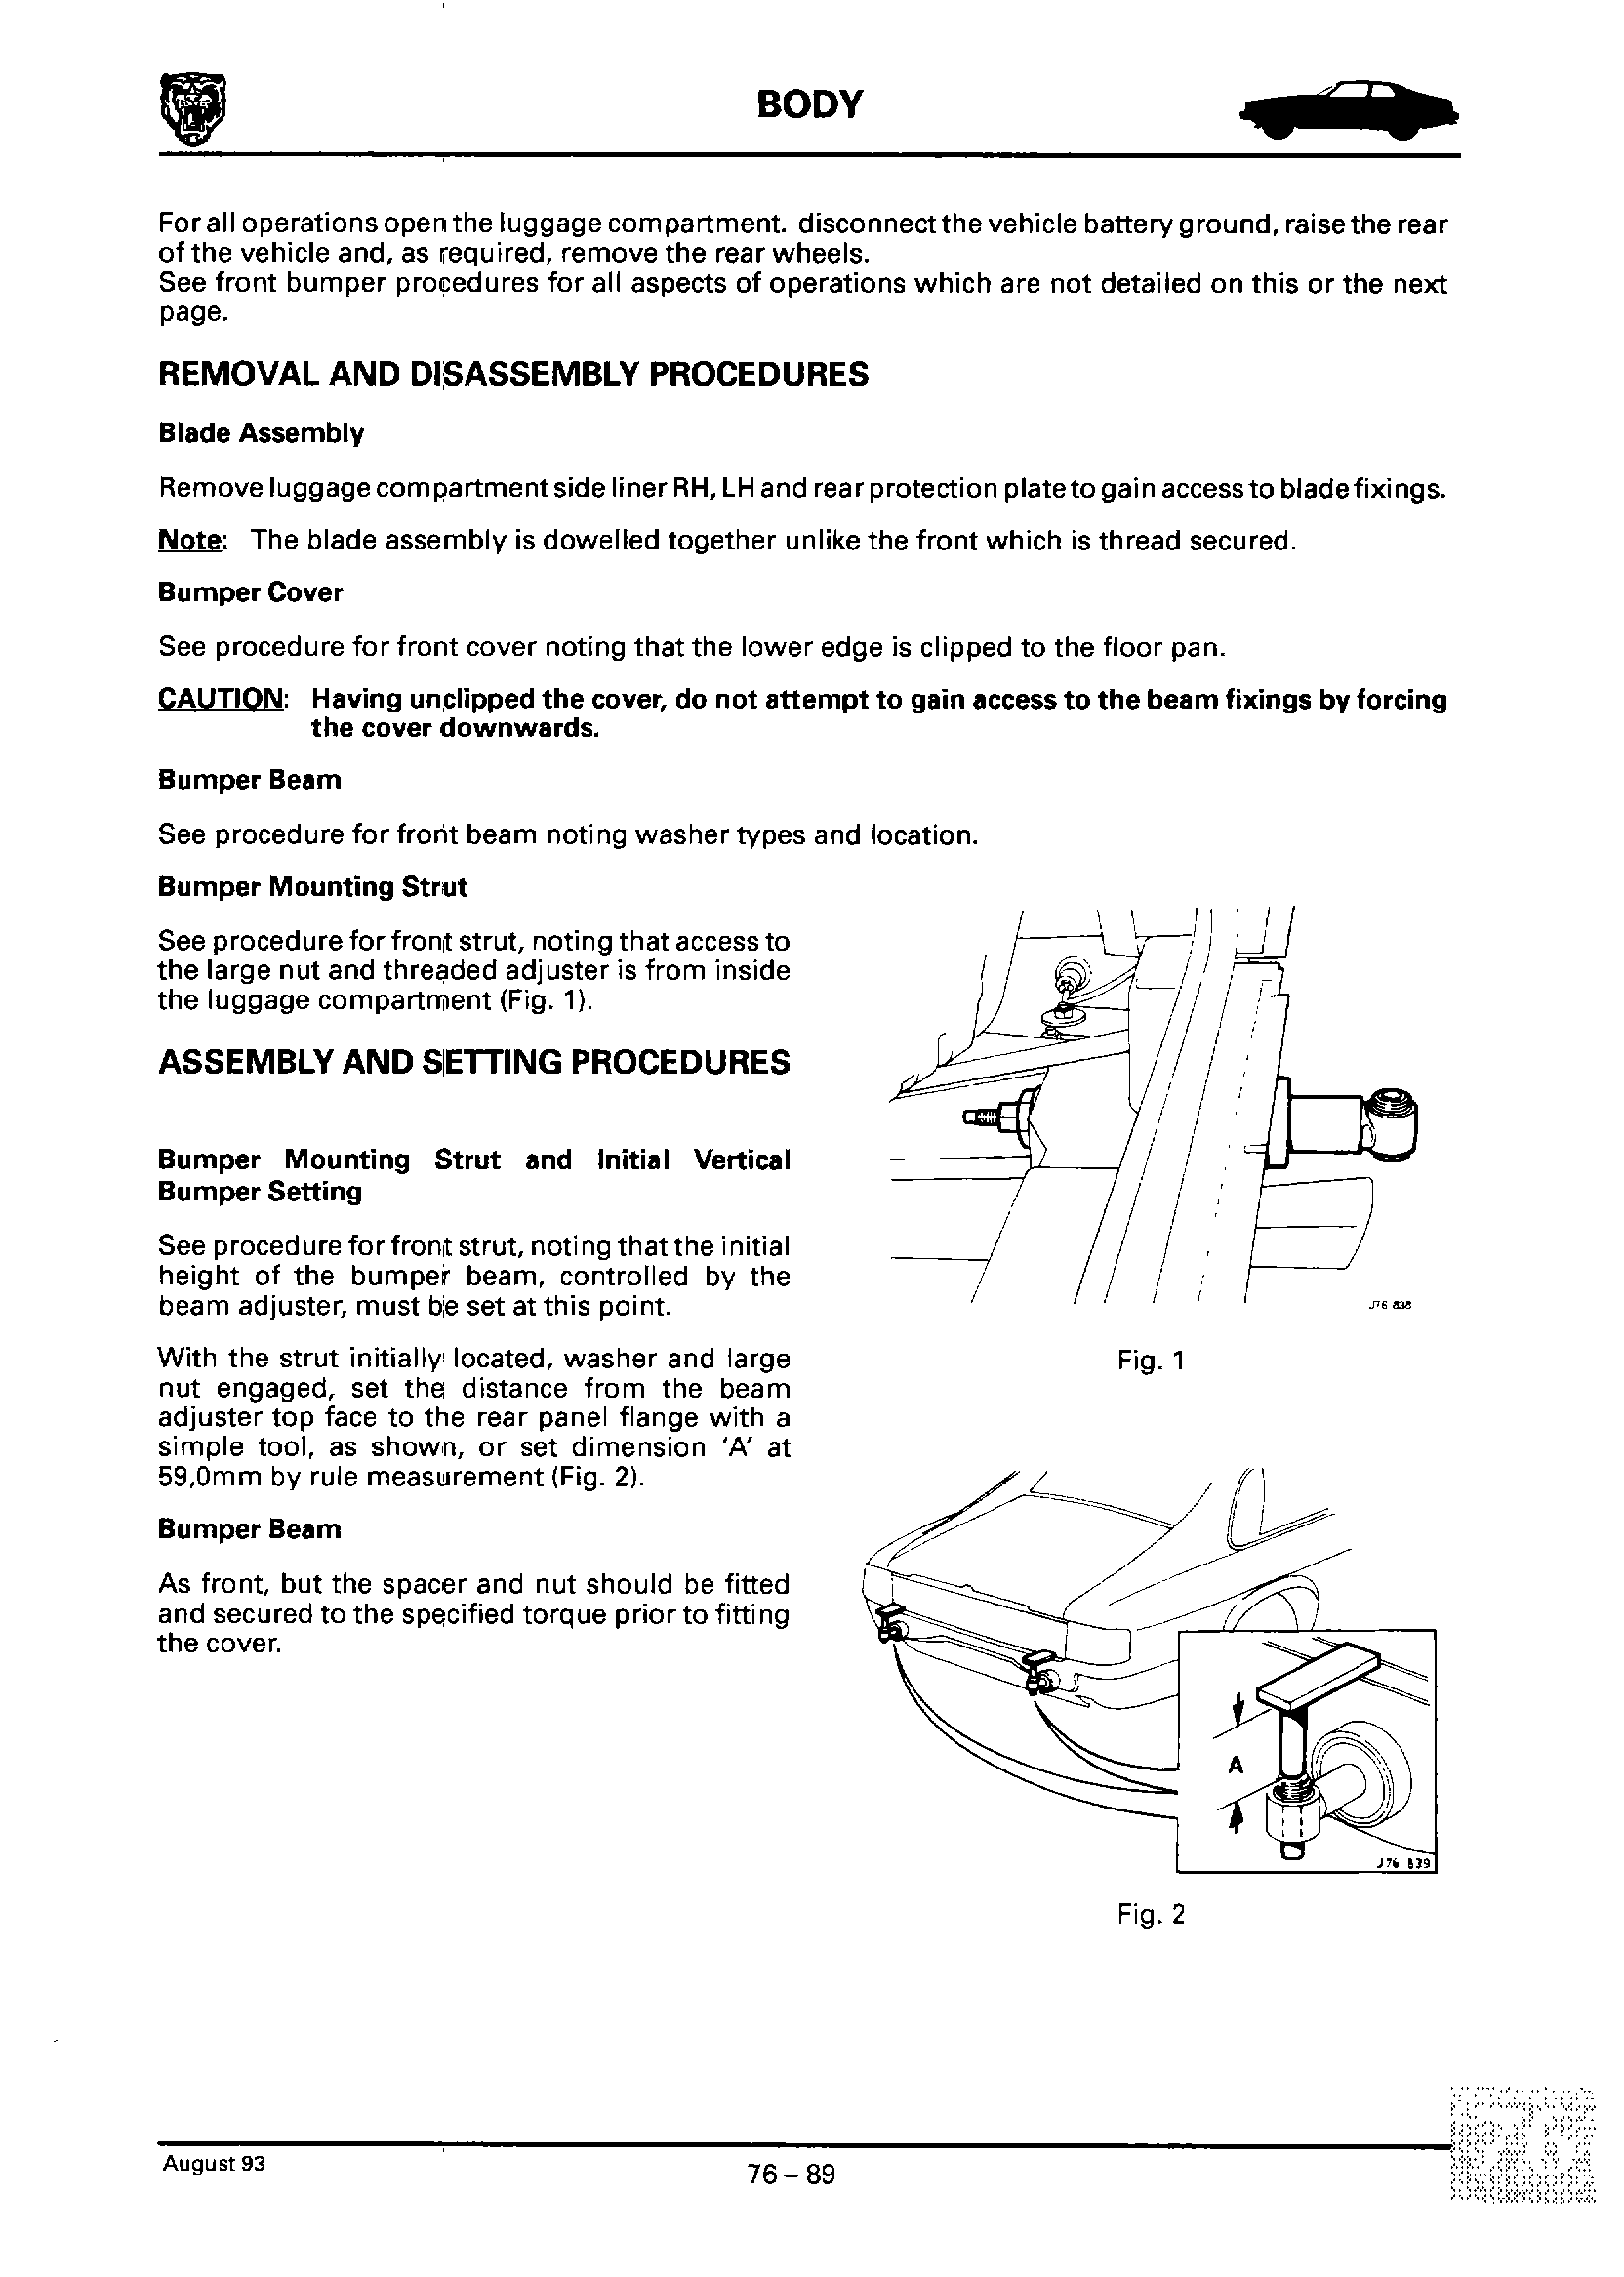 BODY
For all operations open the luggage compartment. disconnect the vehicle battery ground, raise the rear
of the vehicle and, as required, remove the rear wheels.
See front bumper procedures for all aspects of operations which are not detailed on this or the next
page.
REMOVAL AND DISASSEMBLY PROCEDURES
Blade Assembly
Remove luggage compartment side liner RH, LH and rear protection plate to gain access to blade fixings.
Note: The blade assembly is dowelled together unlike the front which is thread secured.
Bumper Cover
See procedure for front cover noting that the lower edge is clipped to the floor pan.
CAUTION: Having unclipped the cover, do not attempt to gain access to the beam fixings by forcing
the cover downwards.
Bumper Beam
See procedure for front beam noting washer types and location.
Bumper Mounting Strut
See procedure for front strut, noting that access to
the large nut and threaded adjuster is from inside
the luggage compartment (Fig. 1).
ASSEMBLY AND SETTING PROCEDURES
Bumper Mounting Strut and Initial Vertical
Bumper Setting
See procedure for front strut, noting that the initial
height of the bumper beam, controlled by the
beam adjuster, must be set at this point.
With the strut initially located, washer and large
nut engaged, set the distance from the beam
adjuster top face to the rear panel flange with a
simple tool, as shown, or set dimension 'A' at
59,0mm by rule measurement (Fig. 2).
Bumper Beam
As front, but the spacer and nut should be fitted
and secured to the specified torque prior to fitting
the cover.
J76 838
Fig. 1
A
J76 839
Fig. 2
August 93
76 – 89